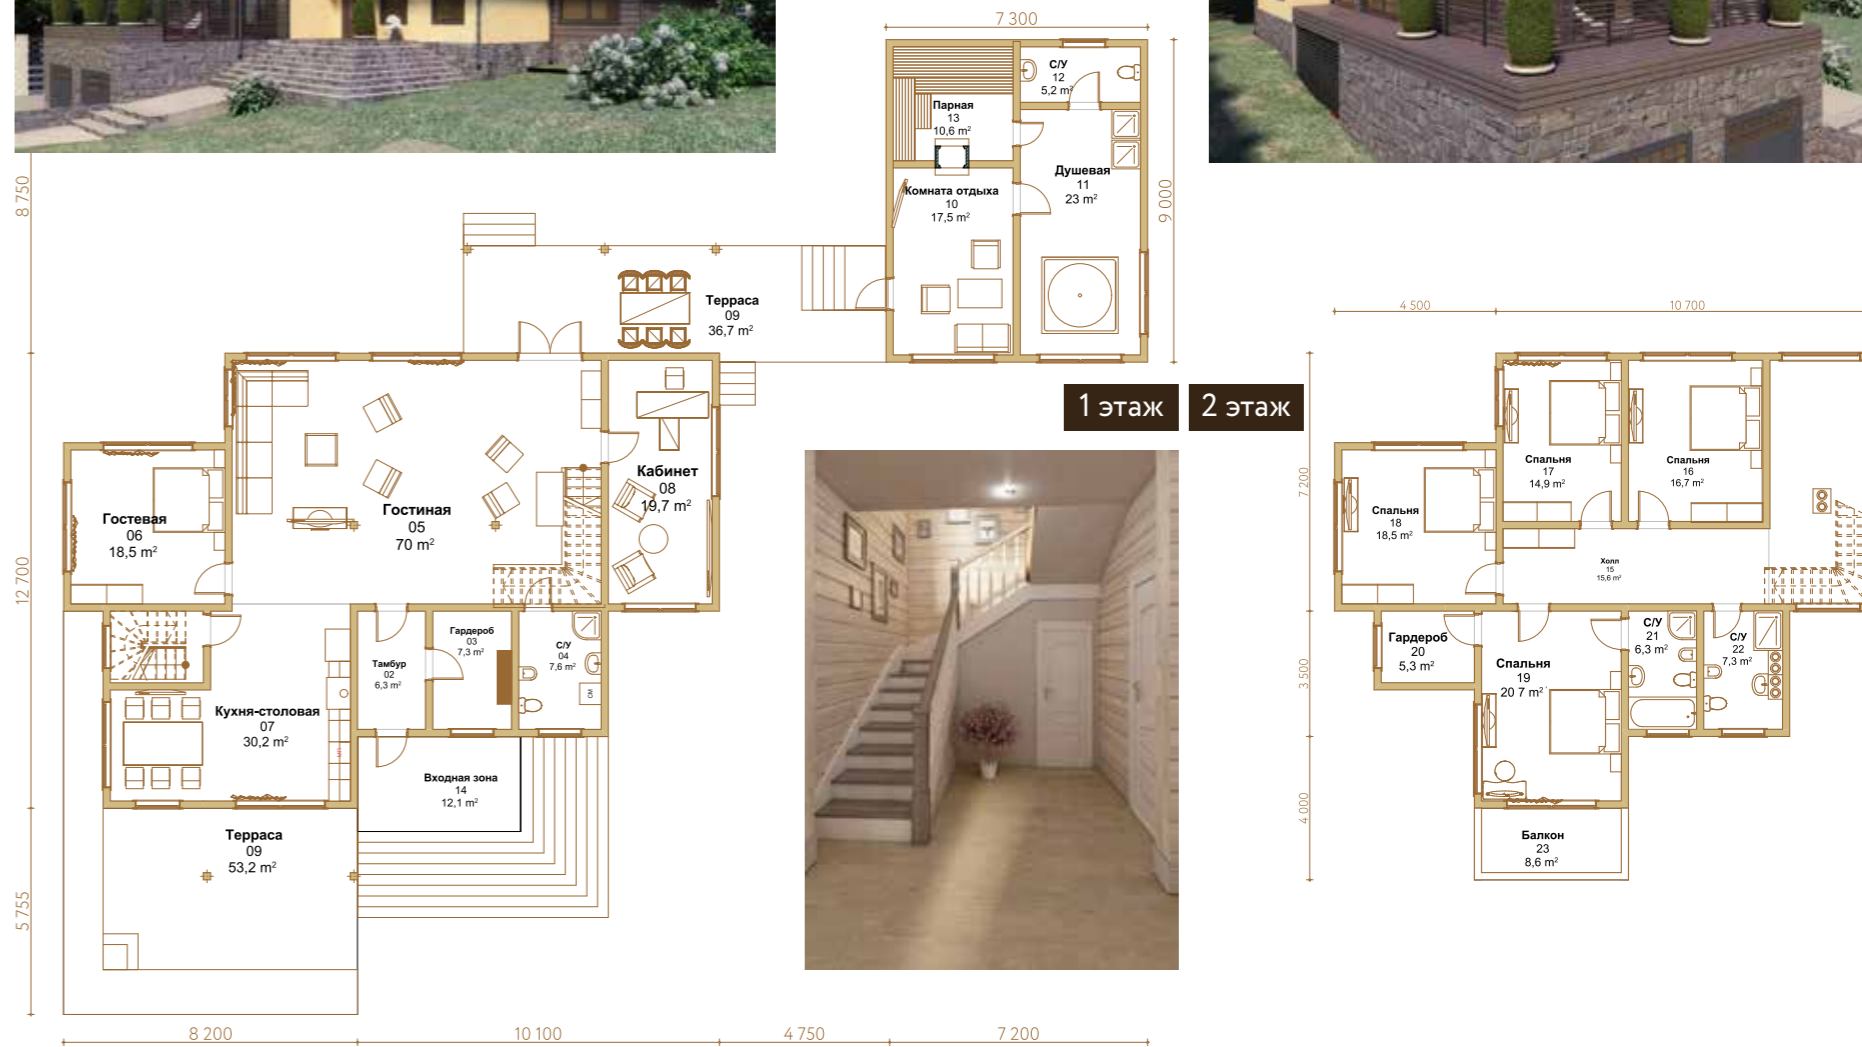 7 300
С/У
12
5,2 m²
Парная
13
10,6 m²
Душевая
11
23 m²
Комната отдыха
10
17,5 m²
9 000
8 750
Терраса
09
36,7 m²
1 этаж
2 этаж
Кабинет
08
19,7 m²
Гостиная
05
70 m²
Гостевая
06
18,5 m²
12 700
Гардероб
03
7,3 m²
Тамбур
02
6,3 m²
С/У
04
7,6 m²
СМ
Кухня-столовая
07
30,2 m²
Входная зона
14
12,1 m²
Терраса
09
53,2 m²
5 755
8 200
10 100
4 750
7 200
4 500
10 700
7 200
3 500
4 000
Спальня
17
14,9 m²
Спальня
16
16,7 m²
Спальня
18
18,5 m²
Холл
15
15,6 m²
Гардероб
20
5,3 m²
Спальня
19
20 7 m²
С/У
21
6,3 m²
С/У
22
7,3 m²
Балкон
23
8,6 m²